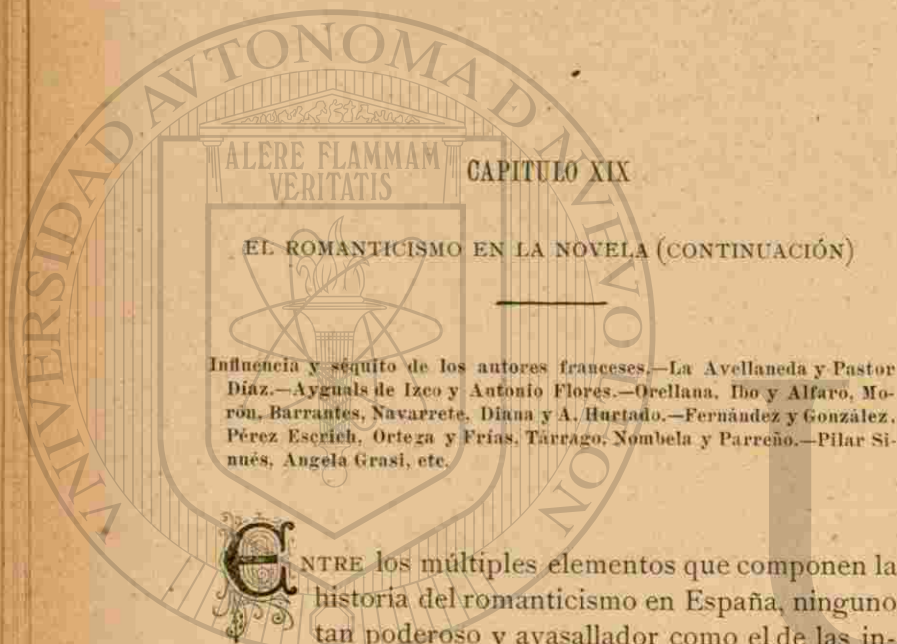 UNIVERSIDAD AVTONOMA DE NVEVO LEON
ALERE FLAMMAM
VERITATIS
CAPITULO XIX
EL ROMANTICISMO EN LA NOVELA (CONTINUACIÓN)
Influencia y séquito de los autores franceses.—La Avellaneda y Pastor
Díaz.—Ayguals de Izco y Antonio Flores.—Orellana, Ibo y Alfaro, Mo-
rón, Barrantes, Navarrete, Diana y A. Hurtado.—Fernández y González,
Pérez Escrich, Ortega y Frías, Tárrago, Nombela y Parreño.—Pilar Si-
nués, Angela Grasi, etc.
ENTRE los múltiples elementos que componen la
historia del romanticismo en España, ninguno
tan poderoso y avasallador como el de las in-